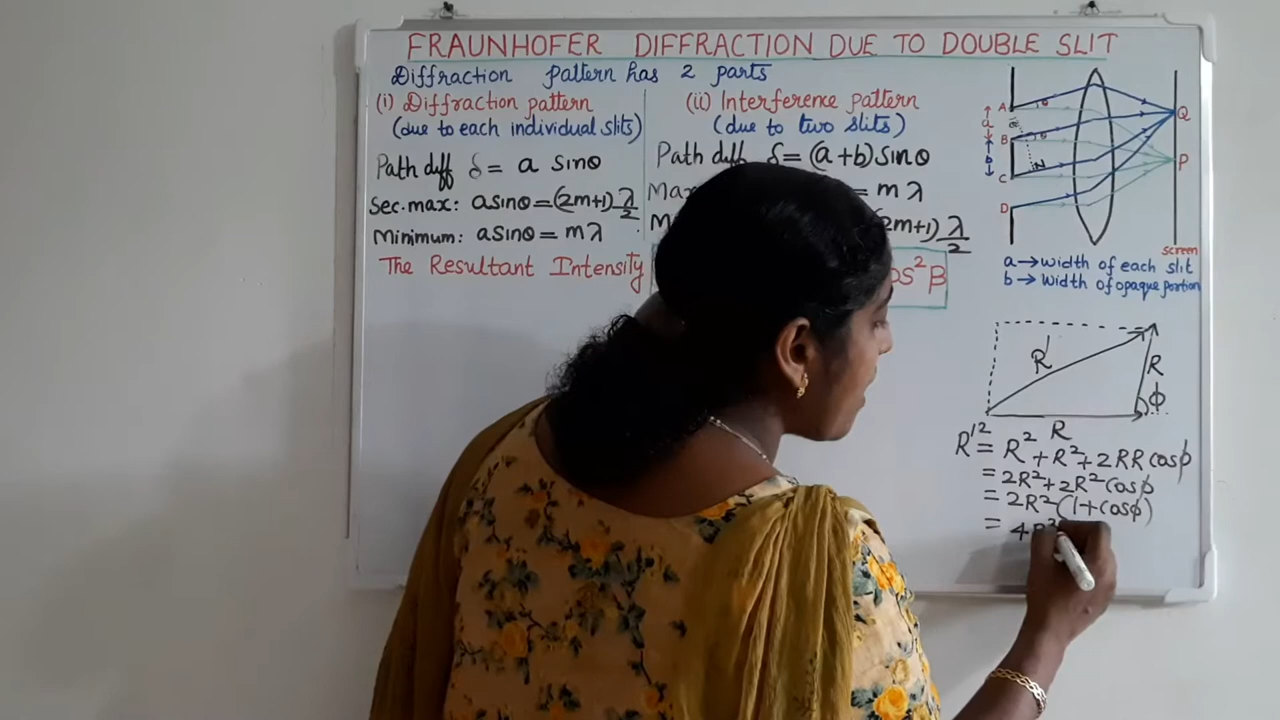 FRAUNHOFER DIFFRACTION DUE TO DOUBLE SLIT
Diffraction pattern has 2 parts
(i) Diffraction pattern
(due to each individual slits)
Path diff δ = a sinθ
Sec.max: a sinθ = (2m+1) λ/2
Minimum: a sinθ = mλ
(ii) Interference pattern
(due to two slits)
Path diff δ = (a+b) sinθ
Max = mλ
2m+1) λ/2
The Resultant Intensity
os²β
A
a
B
b
C
D
θ
θ
N
Q
P
screen
a → width of each slit
b → width of opaque portion
R'
R
ϕ
R
R'² = R² + R² + 2RR cosϕ
= 2R² + 2R² cosϕ
= 2R² (1+cosϕ)
= 4R²